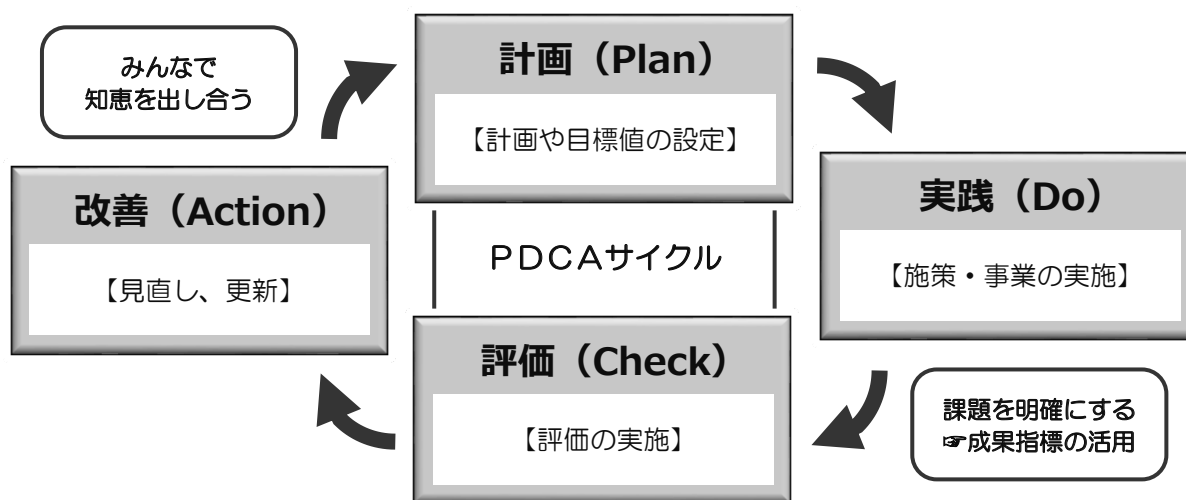 みんなで
知恵を出し合う
計画（Plan）
【計画や目標値の設定】
改善（Action）
【見直し、更新】
PDCAサイクル
実践（Do）
【施策・事業の実施】
評価（Check）
【評価の実施】
課題を明確にする
☞成果指標の活用